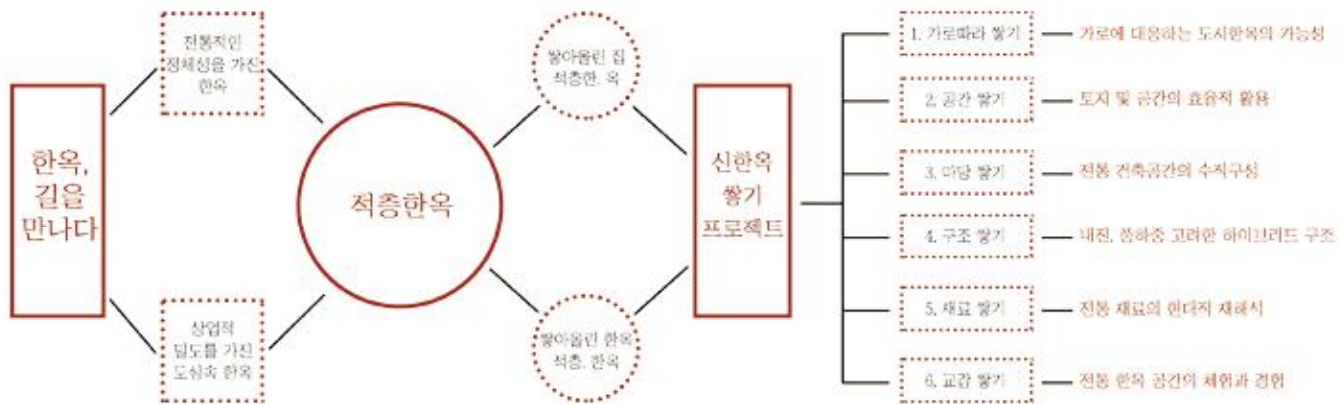 한옥,
길을
만나다
전통적인
정체성을 가진
한옥
상업적
밀도를 가진
도심속 한옥
적층한옥
쌓아올린 집
적층한. 옥
쌓아올린 한옥
적층. 한옥
신한옥
쌓기
프로젝트
1. 가로따라 쌓기
가로에 대응하는 도시한옥의 가능성
2. 공간 쌓기
토지 및 공간의 효율적 활용
3. 마당 쌓기
전통 건축공간의 수직구성
4. 구조 쌓기
내진, 풍하중 고려한 하이브리드 구조
5. 재료 쌓기
전통 재료의 현대적 재해석
6. 교감 쌓기
전통 한옥 공간의 체험과 경험